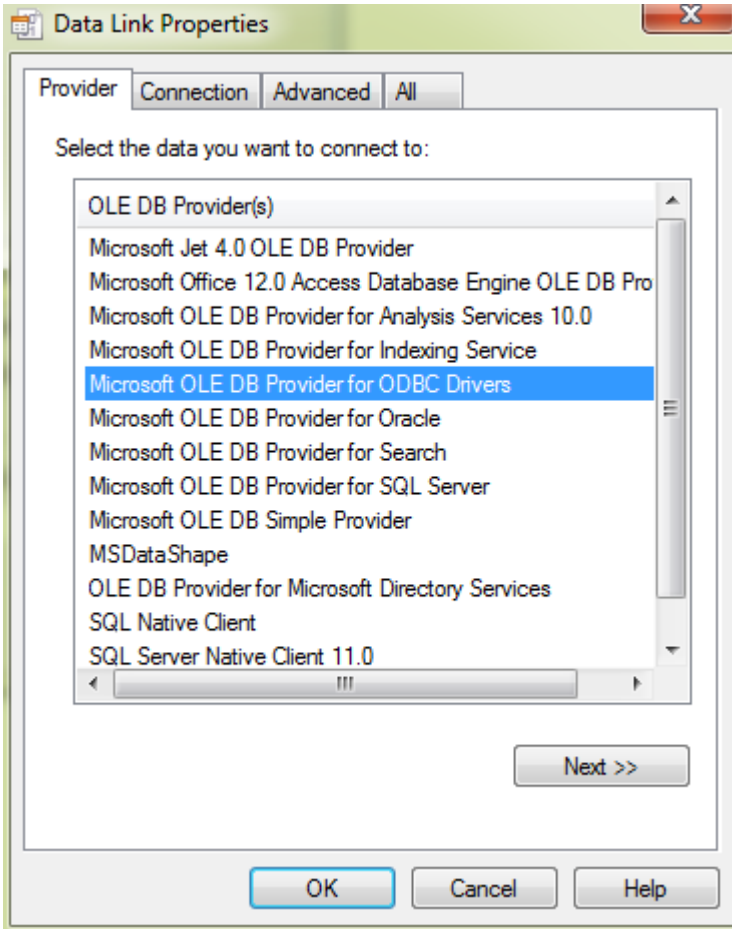 Data Link Properties
Provider Connection Advanced All
Select the data you want to connect to:
OLE DB Provider(s)
Microsoft Jet 4.0 OLE DB Provider
Microsoft Office 12.0 Access Database Engine OLE DB Pro
Microsoft OLE DB Provider for Analysis Services 10.0
Microsoft OLE DB Provider for Indexing Service
Microsoft OLE DB Provider for ODBC Drivers
Microsoft OLE DB Provider for Oracle
Microsoft OLE DB Provider for Search
Microsoft OLE DB Provider for SQL Server
Microsoft OLE DB Simple Provider
MSDataShape
OLE DB Provider for Microsoft Directory Services
SQL Native Client
SQL Server Native Client 11.0
Next >>
OK Cancel Help